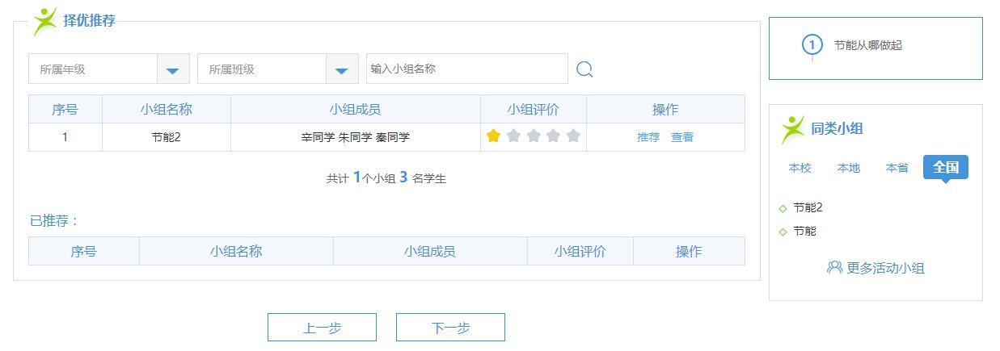 择优推荐
所属年级 所属班级 输入小组名称
序号 小组名称 小组成员 小组评价 操作
1 节能2 辛同学 朱同学 秦同学 推荐 查看
共计 1个小组 3 名学生
已推荐：
序号 小组名称 小组成员 小组评价 操作
上一步 下一步
1 节能从哪做起
同类小组
本校 本地 本省 全国
节能2
节能
更多活动小组